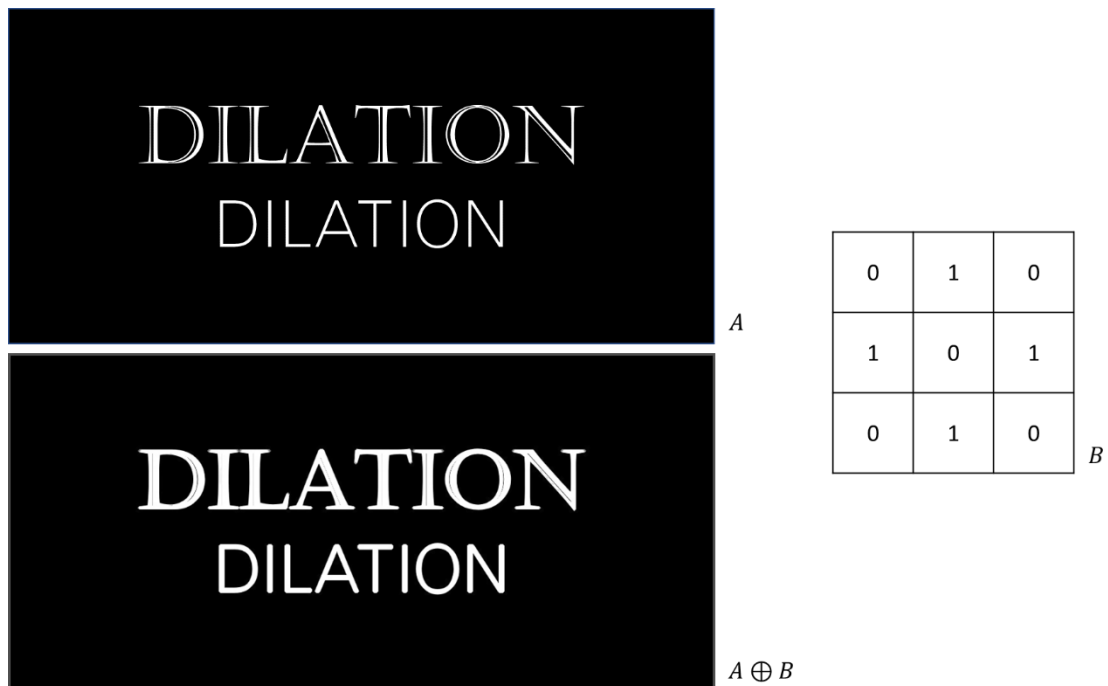 DILATION
DILATION
A
DILATION
DILATION
A ⊕ B
0 1 0
1 0 1
0 1 0
B